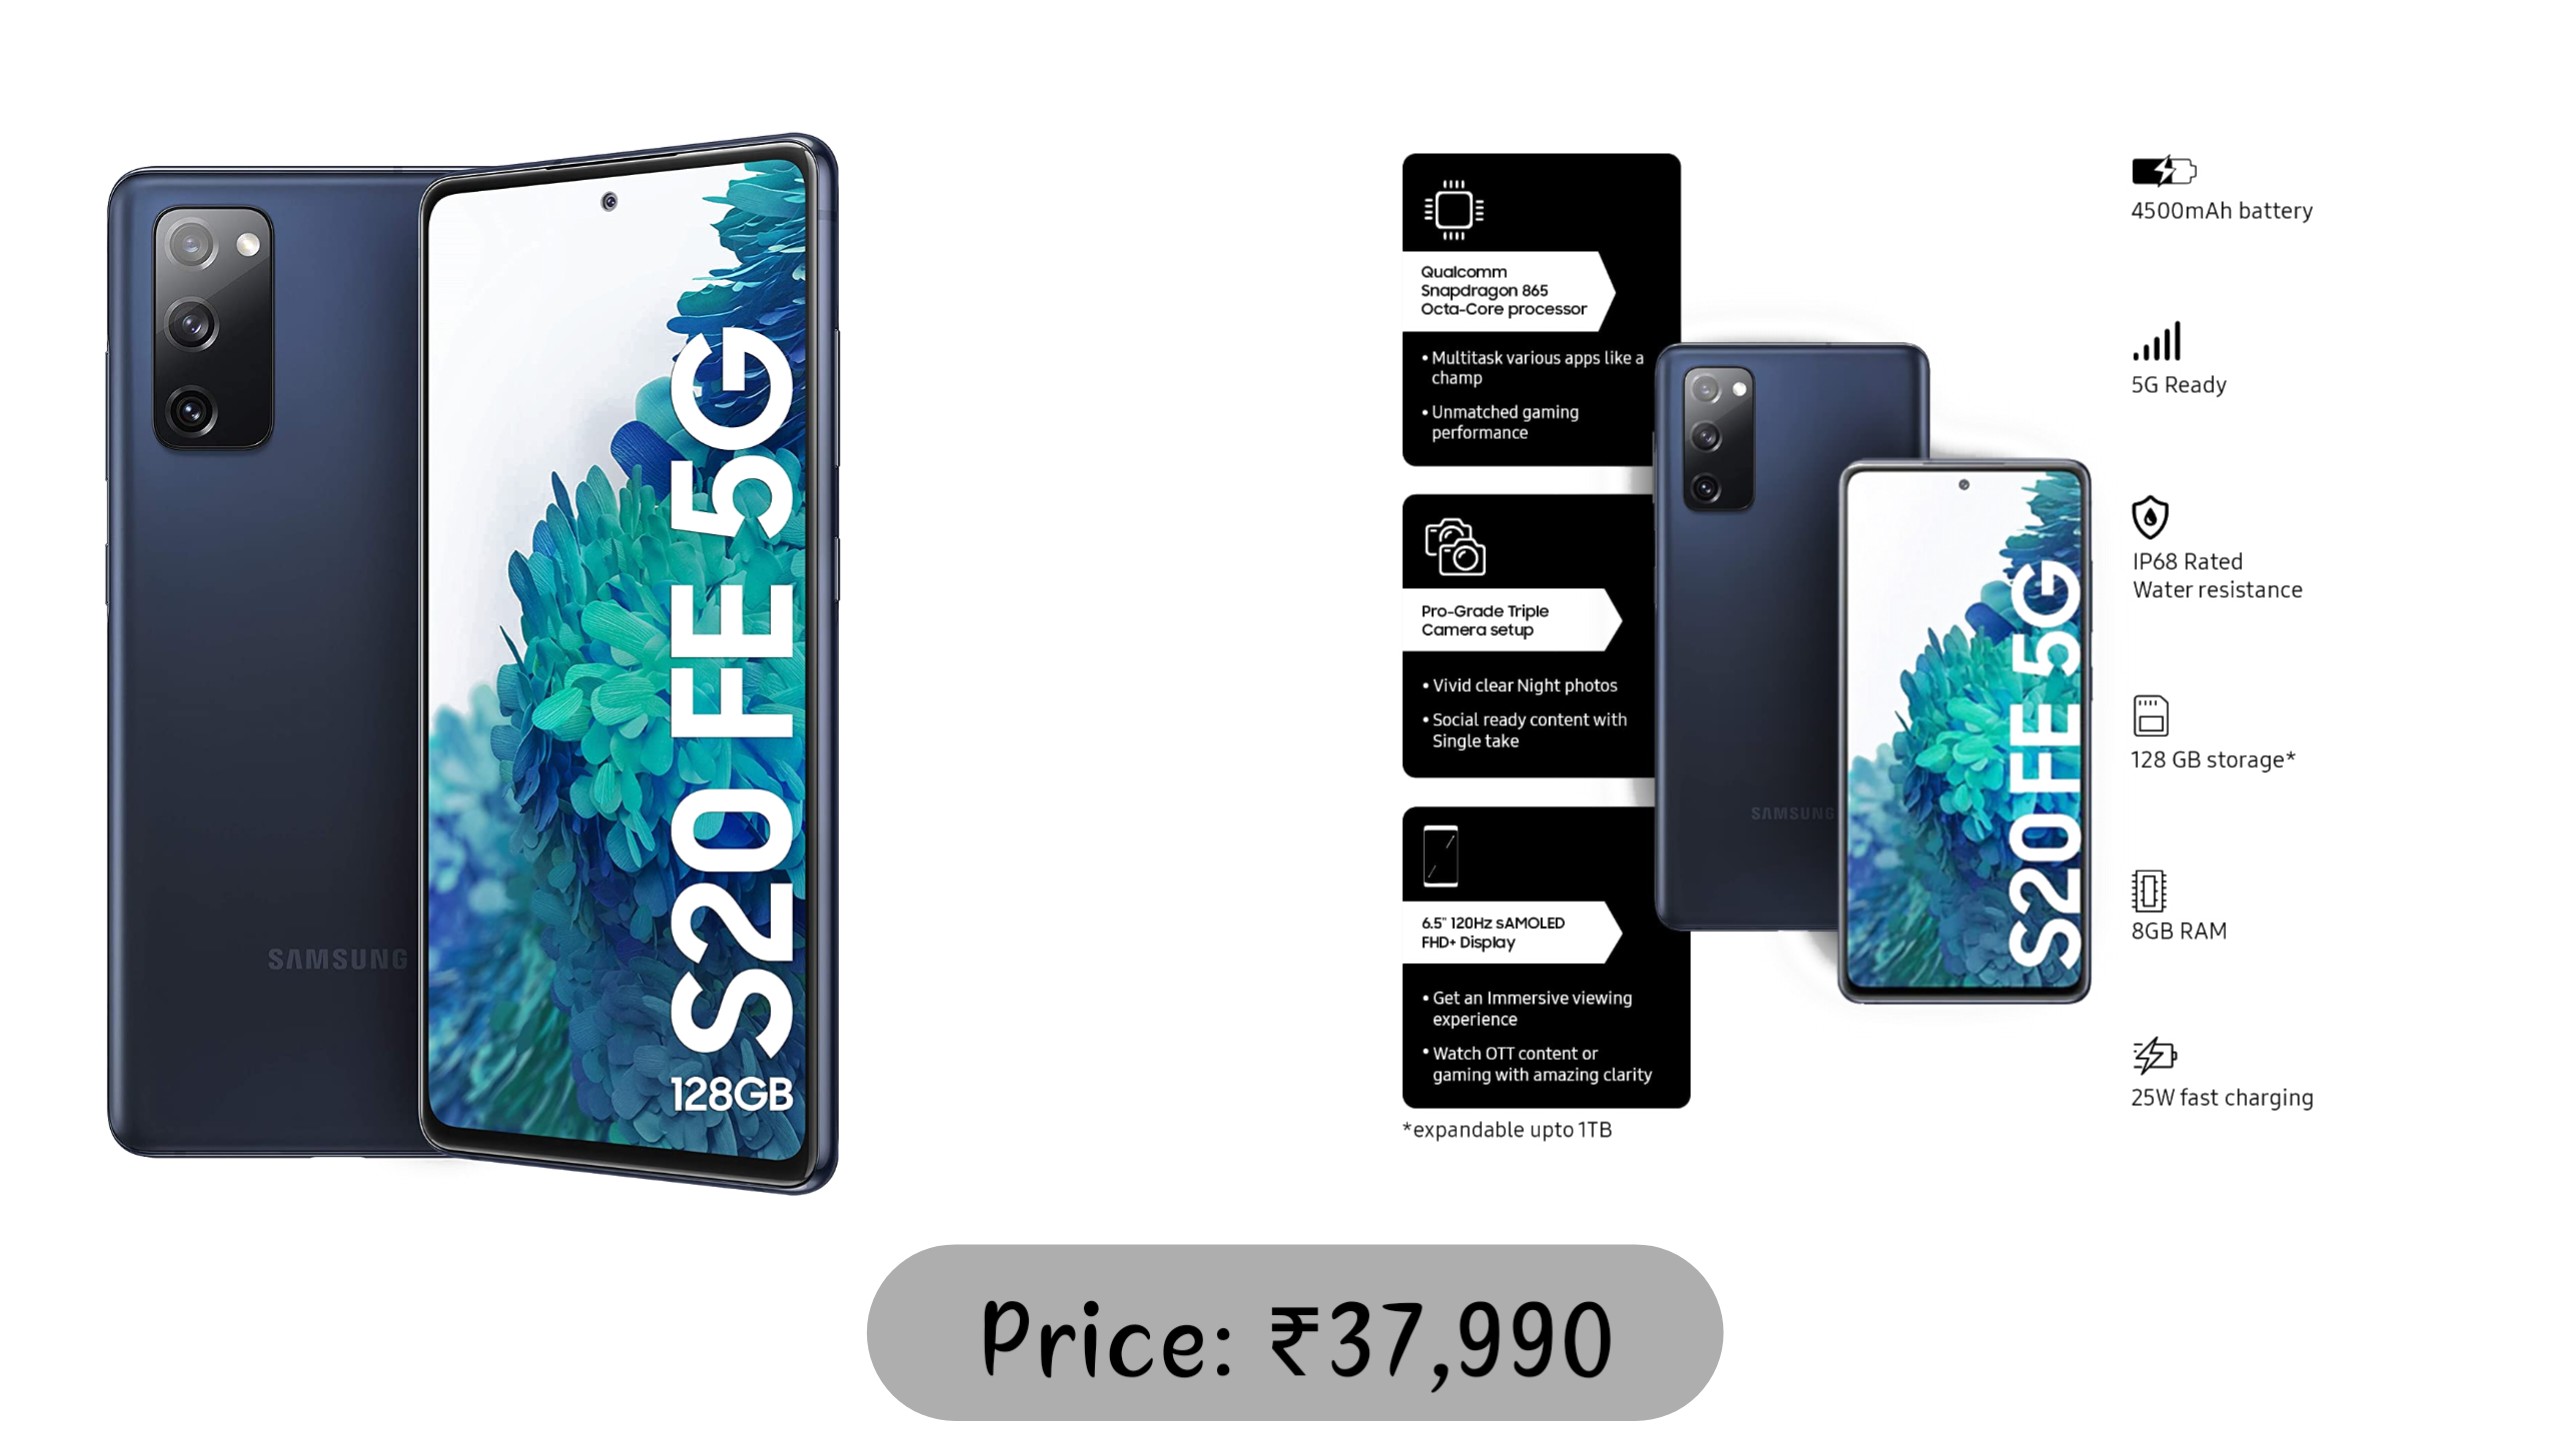 SAMSUNG
S20 FE 5G
128GB
Qualcomm
Snapdragon 865
Octa-Core processor
• Multitask various apps like a
champ
• Unmatched gaming
performance
Pro-Grade Triple
Camera setup
• Vivid clear Night photos
• Social ready content with
Single take
6.5" 120Hz sAMOLED
FHD+ Display
• Get an Immersive viewing
experience
• Watch OTT content or
gaming with amazing clarity
*expandable upto 1TB
SAMSUNG
S20 FE 5G
4500mAh battery
5G Ready
IP68 Rated
Water resistance
128 GB storage*
8GB RAM
25W fast charging
Price: ₹37,990